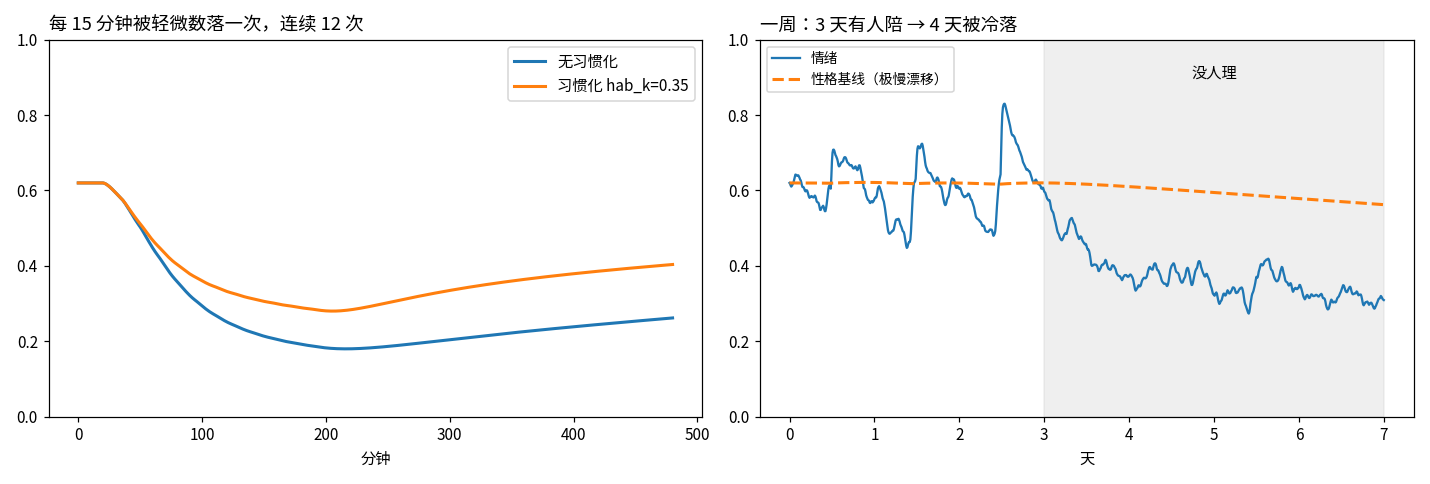 每 15 分钟被轻微数落一次，连续 12 次
1.0
0.8
0.6
0.4
0.2
0.0
无习惯化
习惯化 hab_k=0.35
0 100 200 300 400 500
分钟
一周：3 天有人陪 → 4 天被冷落
1.0
0.8
0.6
0.4
0.2
0.0
情绪
性格基线（极慢漂移）
没人理
0 1 2 3 4 5 6 7
天